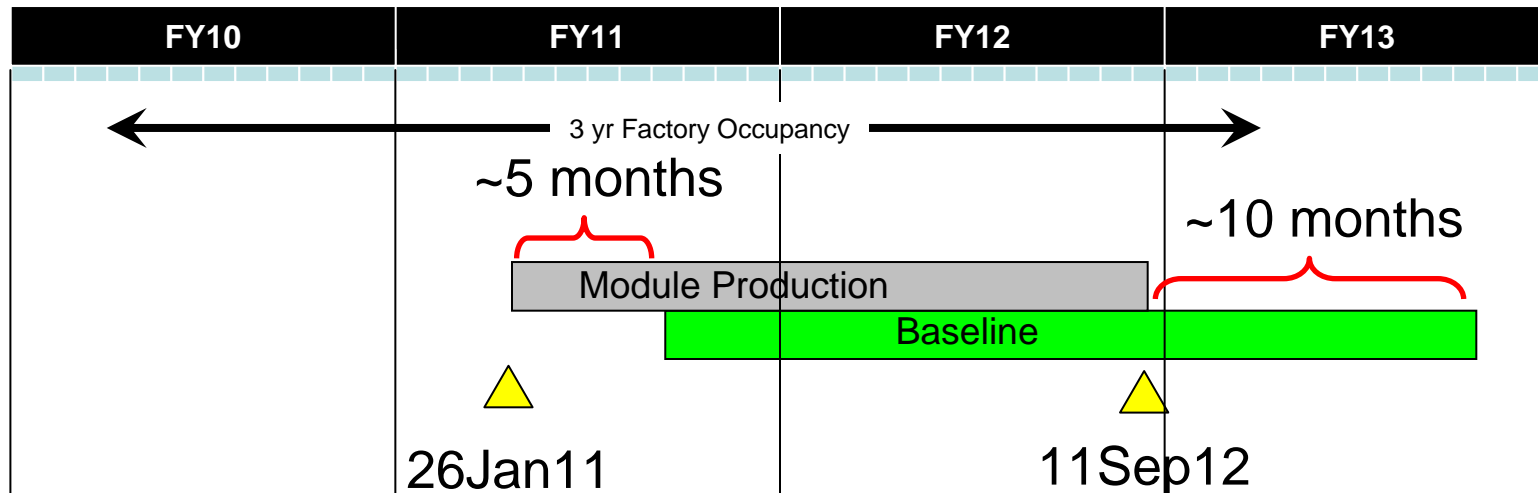 FY10 FY11 FY12 FY13
3 yr Factory Occupancy
~5 months
~10 months
Module Production
Baseline
26Jan11
11Sep12